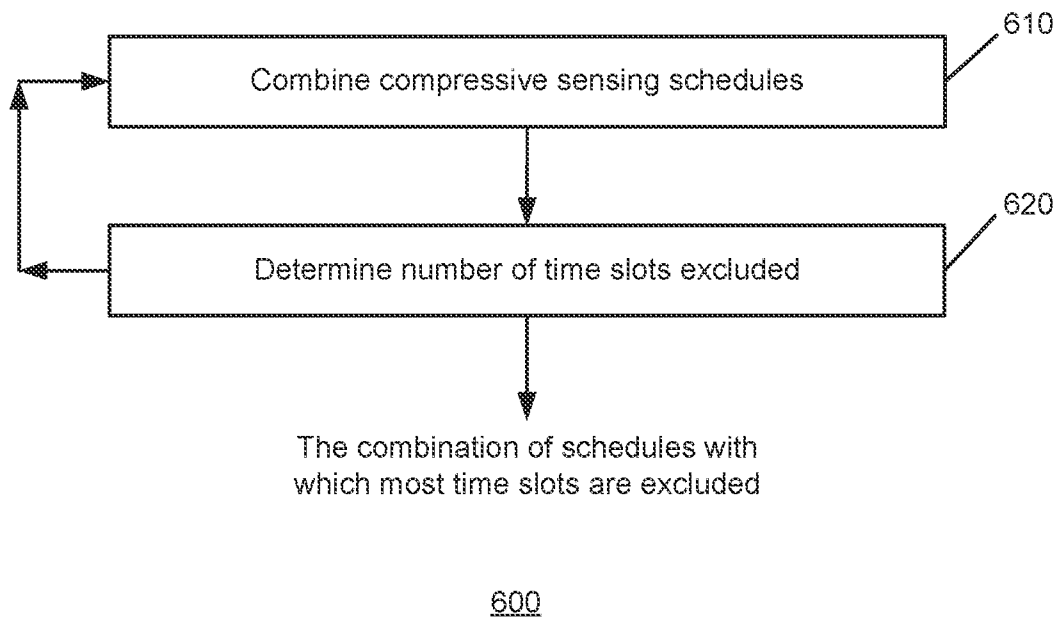 610
Combine compressive sensing schedules
620
Determine number of time slots excluded
The combination of schedules with
which most time slots are excluded
600